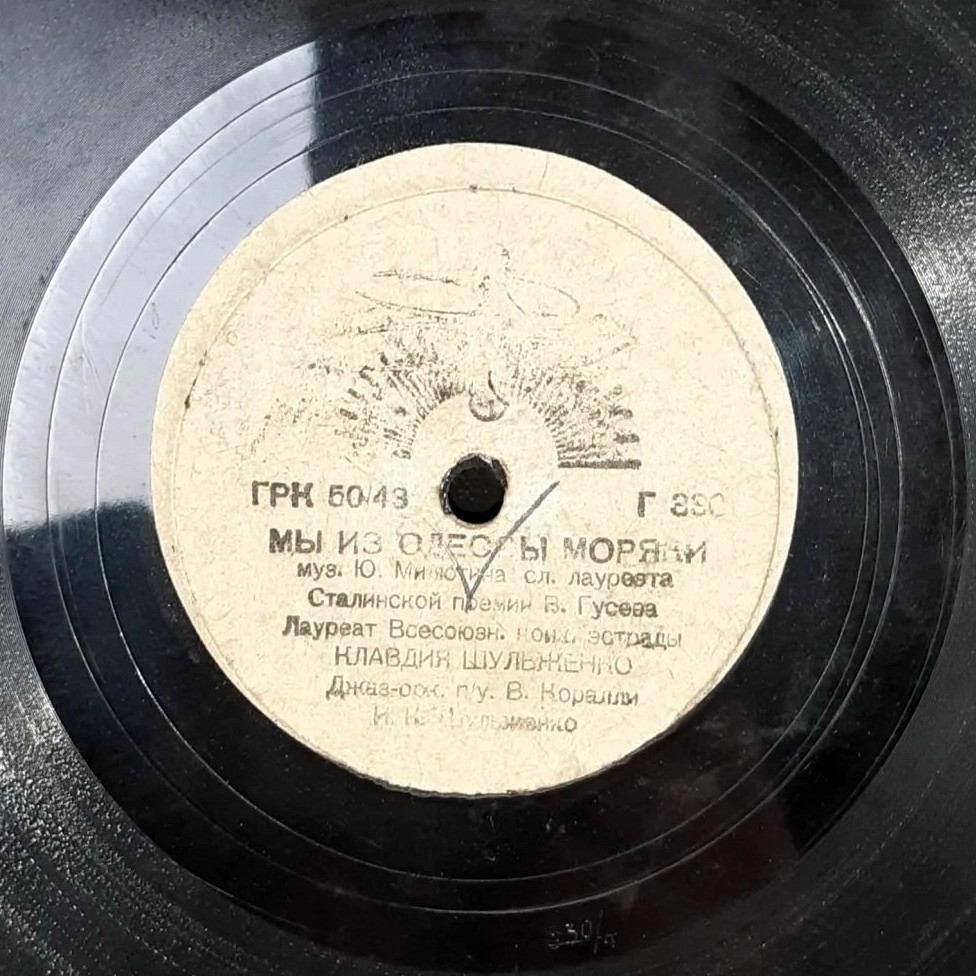 ГРК 50/43
Г 330
МЫ ИЗ ОДЕССЫ МОРЯКИ
муз. Ю. Милютина сл. лауреата
Сталинской премии В. Гусева
Лауреат Всесоюзн. конк. эстрады
КЛАВДИЯ ШУЛЬЖЕНКО
Джаз-орк. п/у. В. Коралли
и К. Шульженко